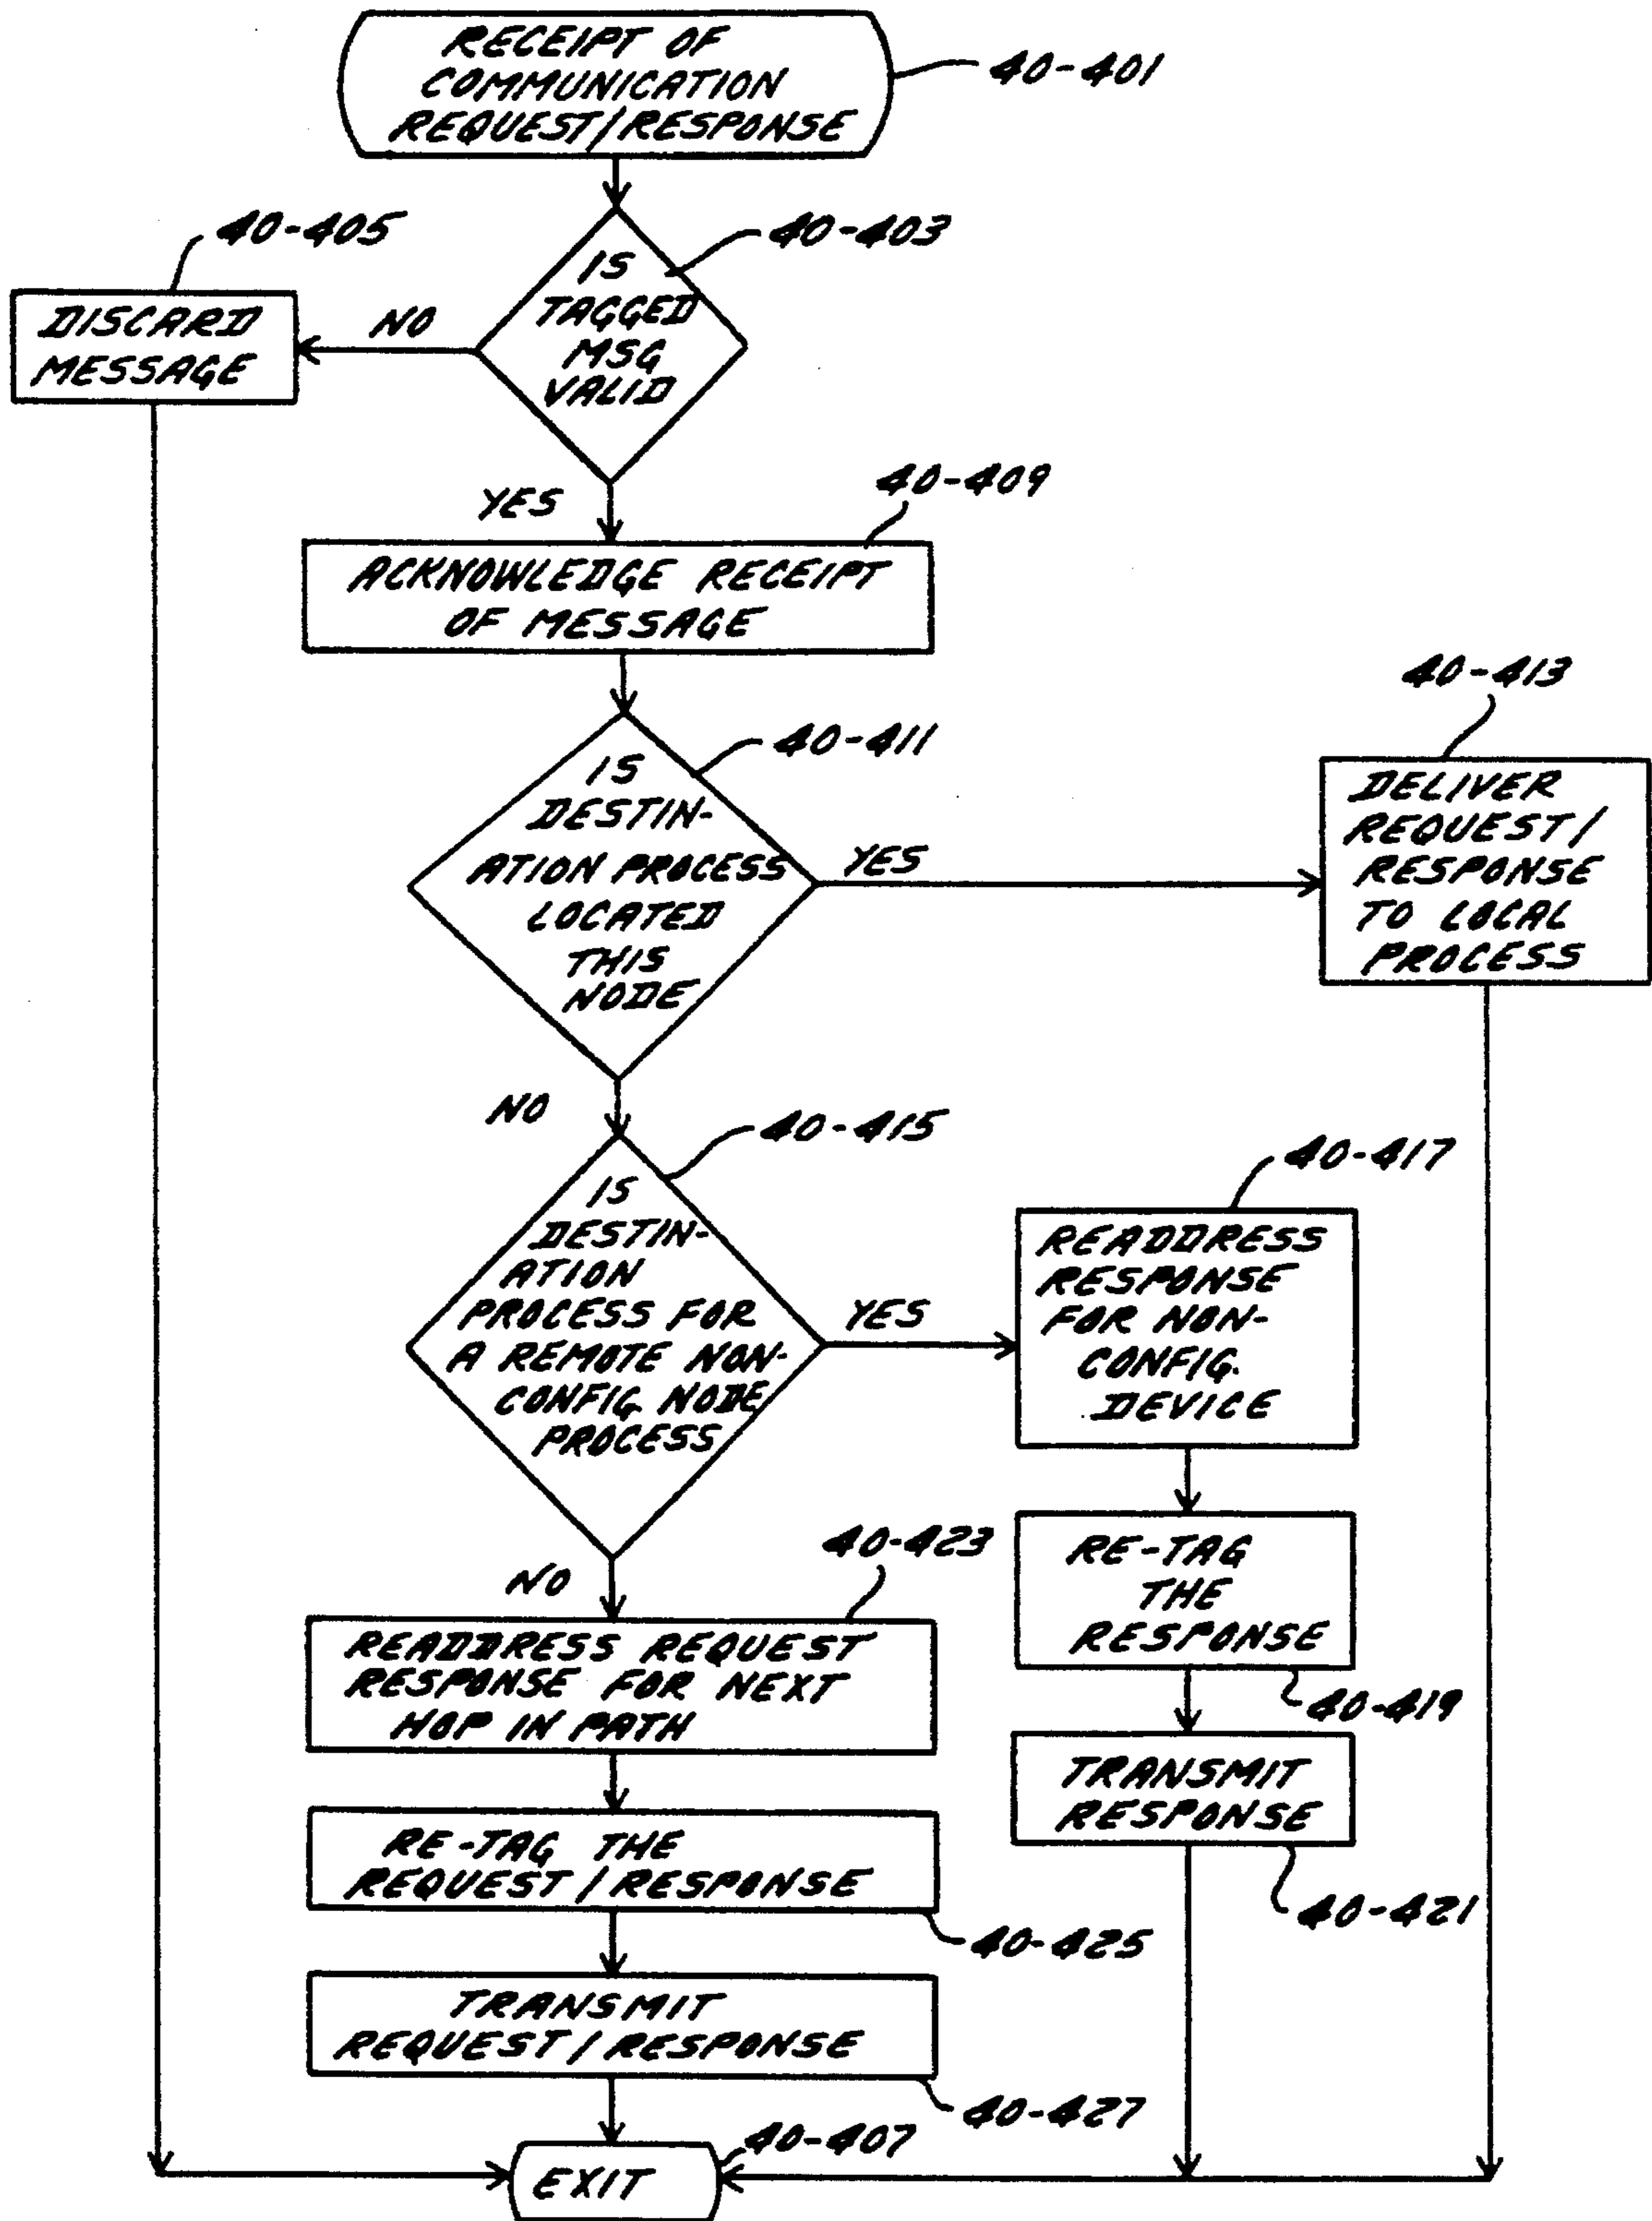 RECEIPT OF
COMMUNICATION
REQUEST/RESPONSE
40-401
40-405
40-403
DISCARD
MESSAGE
NO
IS
TAGGED
MSG
VALID
YES
40-409
ACKNOWLEDGE RECEIPT
OF MESSAGE
40-411
40-413
IS
DESTIN-
ATION PROCESS
LOCATED
THIS
NODE
YES
DELIVER
REQUEST/
RESPONSE
TO LOCAL
PROCESS
NO
40-415
40-417
IS
DESTIN-
ATION
PROCESS FOR
A REMOTE NON-
CONFIG. NODE
PROCESS
YES
READDRESS
RESPONSE
FOR NON-
CONFIG.
DEVICE
NO
40-423
RE-TAG
THE
RESPONSE
40-419
READDRESS REQUEST
RESPONSE FOR NEXT
HOP IN PATH
TRANSMIT
RESPONSE
40-421
RE-TAG THE
REQUEST/RESPONSE
40-425
TRANSMIT
REQUEST/RESPONSE
40-427
40-407
EXIT